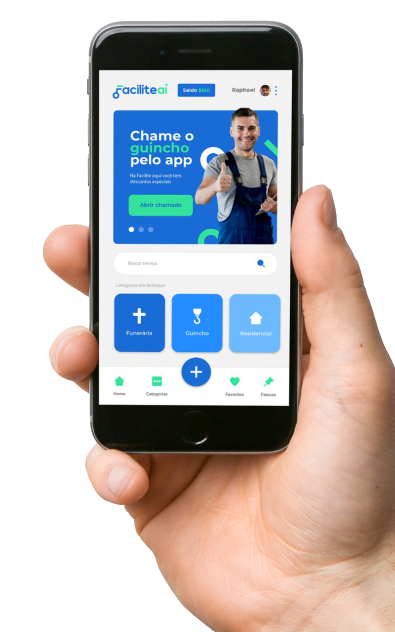 Faciliteaí
Saldo $100
Raphael
Chame o
guincho
pelo app
Na Facilite aqui você tem
descontos especiais
Abrir chamado
Buscar serviço
Categorias em destaque
Funerária
Guincho
Residencial
Home
Categorias
Favoritos
Faturas